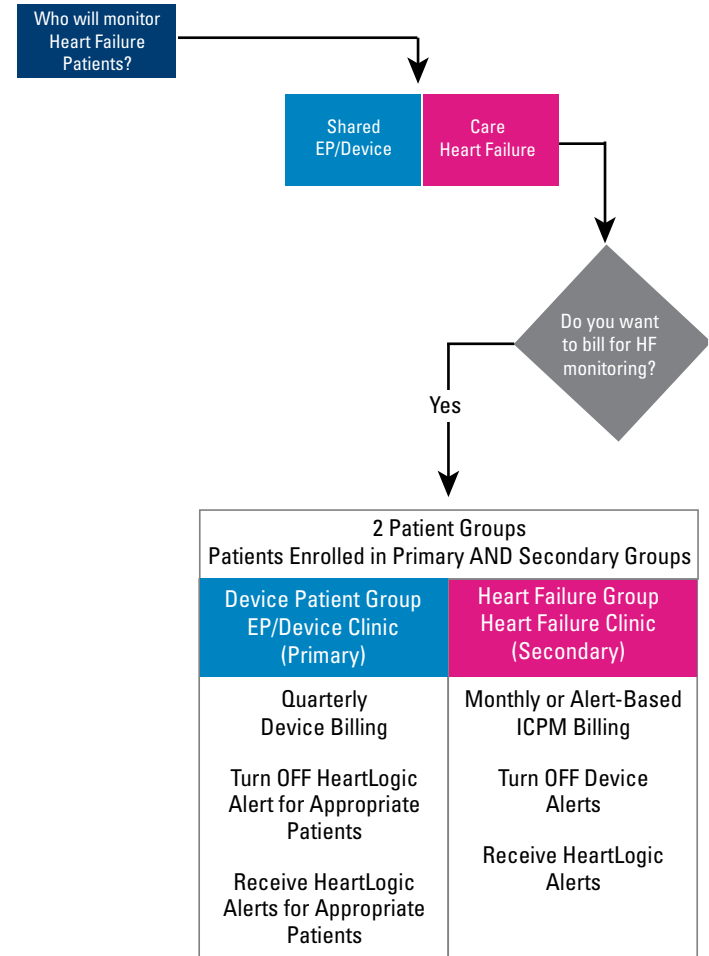 Who will monitor
Heart Failure
Patients?
Shared
EP/Device
Care
Heart Failure
Do you want
to bill for HF
monitoring?
Yes
2 Patient Groups
Patients Enrolled in Primary AND Secondary Groups
Device Patient Group
EP/Device Clinic
(Primary)
Heart Failure Group
Heart Failure Clinic
(Secondary)
Quarterly
Device Billing
Turn OFF HeartLogic
Alert for Appropriate
Patients
Receive HeartLogic
Alerts for Appropriate
Patients
Monthly or Alert-Based
ICPM Billing
Turn OFF Device
Alerts
Receive HeartLogic
Alerts